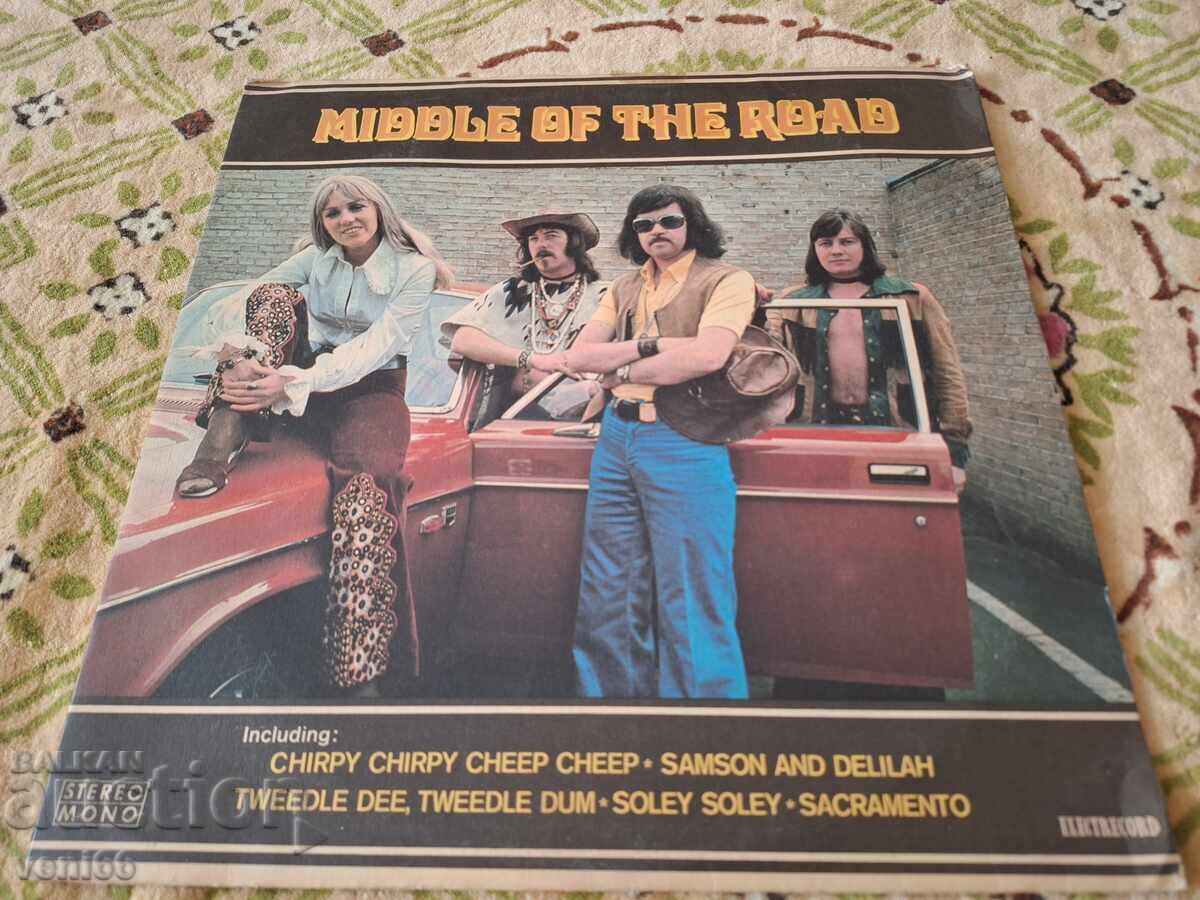 MIDDLE OF THE ROAD
Including:
CHIRPY CHIRPY CHEEP CHEEP * SAMSON AND DELILAH
TWEEDLE DEE, TWEEDLE DUM * SOLEY SOLEY * SACRAMENTO
STEREO
MONO
ELECTRECORD
BALKAN
auction
veni66